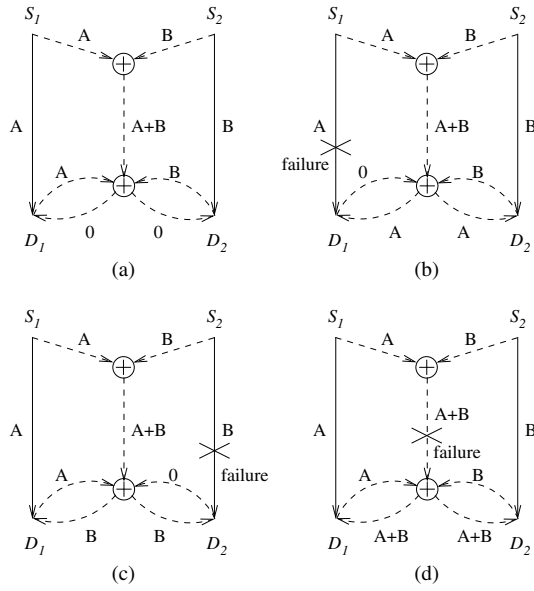 S1 S2 S1 S2
A B A B
A A+B B A A+B B
failure
A B 0 B
D1 0 0 D2 D1 A A D2
(a) (b)
S1 S2 S1 S2
A B A B
A A+B B A A+B B
failure failure
A 0 A B
D1 B B D2 D1 A+B A+B D2
(c) (d)